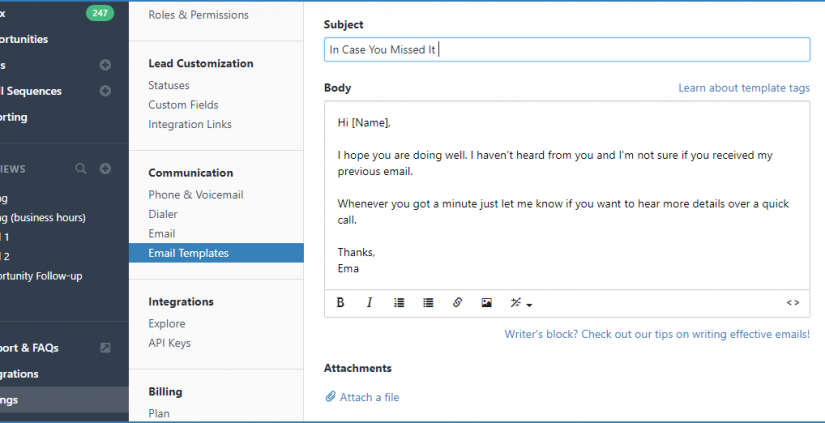 x
247
ortunities
s
l Sequences
orting
IEWS
g
g (business hours)
1
2
ortunity Follow-up
port & FAQs
grations
ngs
Roles & Permissions
Lead Customization
Statuses
Custom Fields
Integration Links
Communication
Phone & Voicemail
Dialer
Email
Email Templates
Integrations
Explore
API Keys
Billing
Plan
Subject
In Case You Missed It
Body
Learn about template tags
Hi [Name],
I hope you are doing well. I haven't heard from you and I'm not sure if you received my
previous email.
Whenever you got a minute just let me know if you want to hear more details over a quick
call.
Thanks,
Ema
B I <>
Writer's block? Check out our tips on writing effective emails!
Attachments
Attach a file